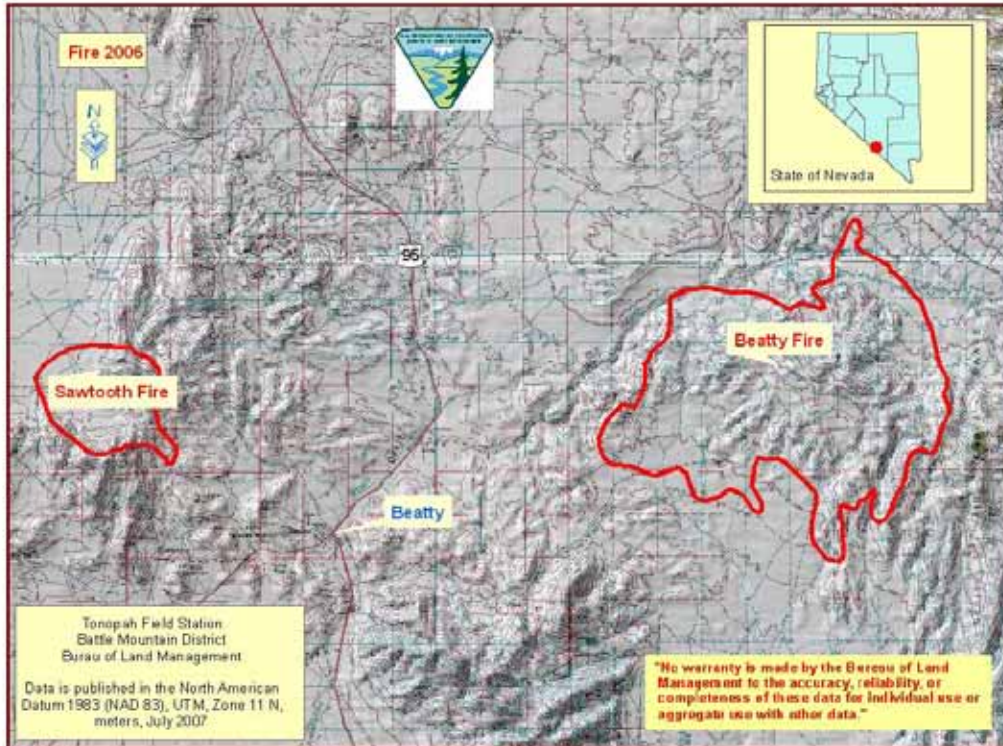 Fire 2006
N
State of Nevada
95
Beatty Fire
Sawtooth Fire
Beatty
Tonopah Field Station
Battle Mountain District
Burau of Land Management
Data is published in the North American
Datum 1983 (NAD 83), UTM, Zone 11 N,
meters, July 2007
"No warranty is made by the Bereau of Land
Management to the accuracy, reliability, or
completeness of these data for individual use or
aggregate use with other data."